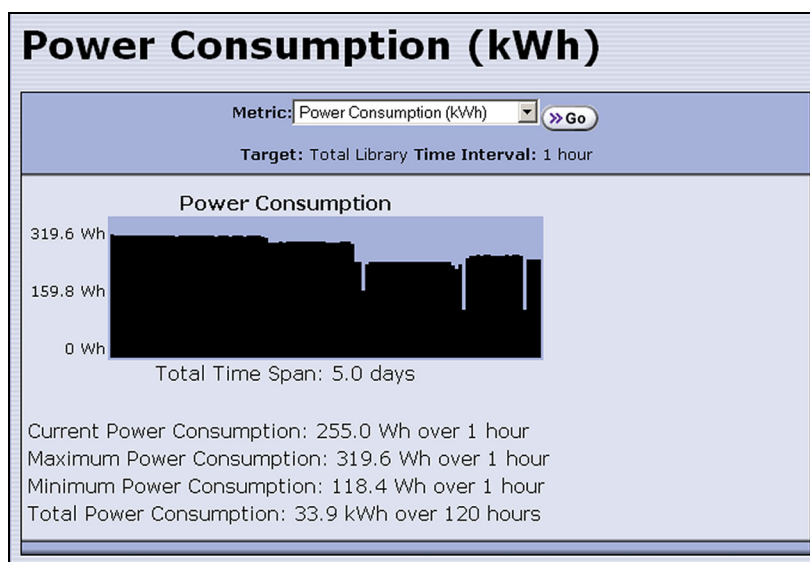 Power Consumption (kWh)
Metric: Power Consumption (kWh) >> Go
Target: Total Library Time Interval: 1 hour
Power Consumption
319.6 Wh
159.8 Wh
0 Wh
Total Time Span: 5.0 days
Current Power Consumption: 255.0 Wh over 1 hour
Maximum Power Consumption: 319.6 Wh over 1 hour
Minimum Power Consumption: 118.4 Wh over 1 hour
Total Power Consumption: 33.9 kWh over 120 hours